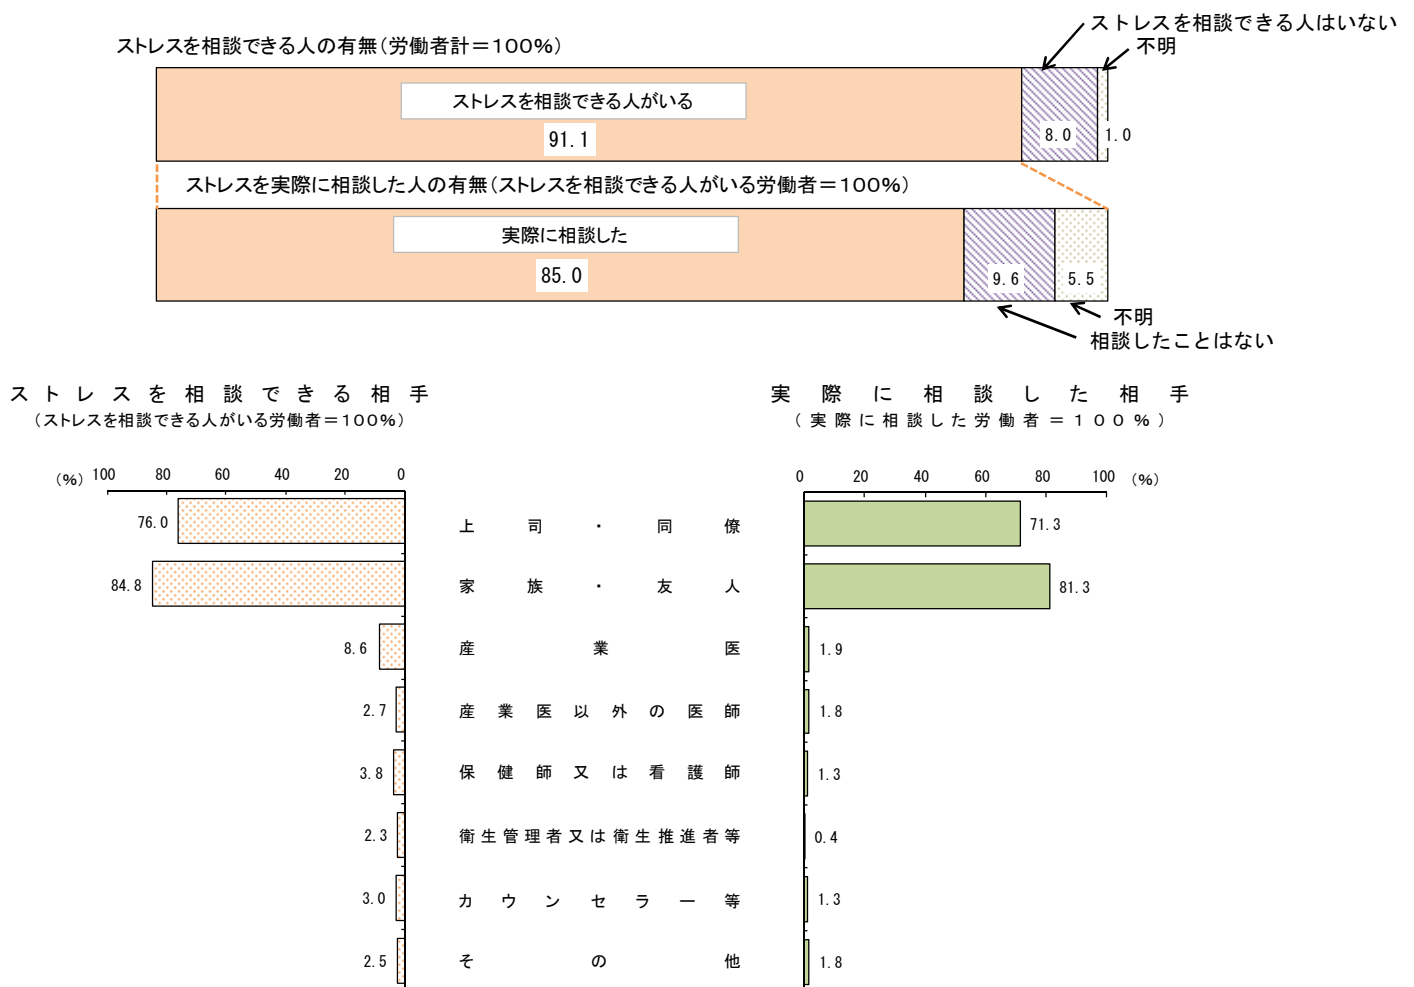 ストレスを相談できる人はいない
不明
ストレスを相談できる人の有無(労働者計=100%)
ストレスを相談できる人がいる
91.1
8.0
1.0
ストレスを実際に相談した人の有無(ストレスを相談できる人がいる労働者=100%)
実際に相談した
85.0
9.6
5.5
不明
相談したことはない
ストレスを相談できる相手
(ストレスを相談できる人がいる労働者=100%)
実際に相談した相手
(実際に相談した労働者=100%)
(%) 100 80 60 40 20 0
0 20 40 60 80 100 (%)
76.0 上司・同僚 71.3
84.8 家族・友人 81.3
8.6 産業医 1.9
2.7 産業医以外の医師 1.8
3.8 保健師又は看護師 1.3
2.3 衛生管理者又は衛生推進者等 0.4
3.0 カウンセラー等 1.3
2.5 その他 1.8